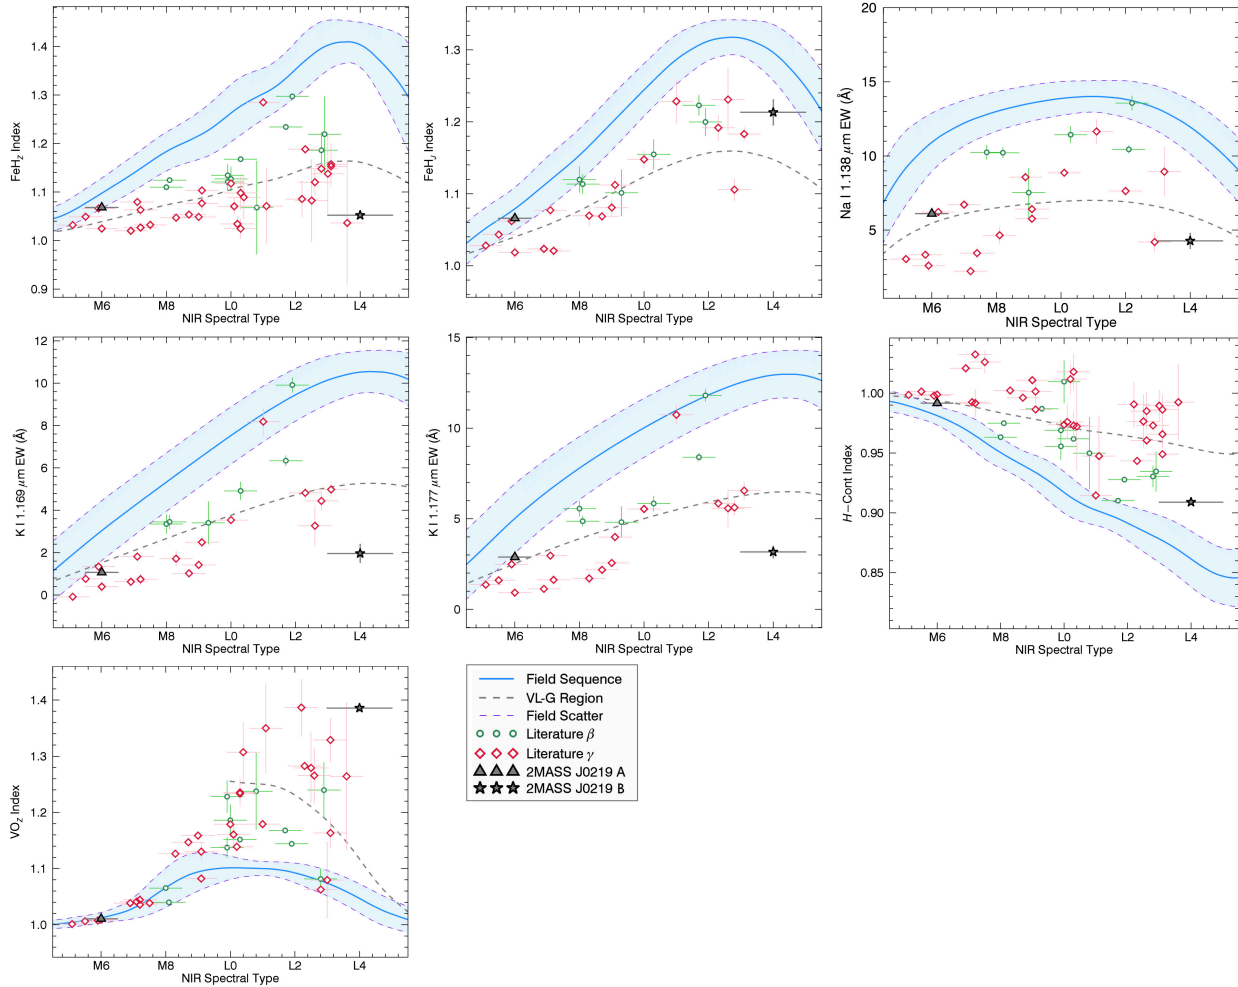 FeH_Z Index
1.4
1.3
1.2
1.1
1.0
0.9
M6 M8 L0 L2 L4
NIR Spectral Type
FeH_J Index
1.3
1.2
1.1
1.0
M6 M8 L0 L2 L4
NIR Spectral Type
Na I 1.138 μm EW (Å)
20
15
10
5
M6 M8 L0 L2 L4
NIR Spectral Type
K I 1.169 μm EW (Å)
12
10
8
6
4
2
0
M6 M8 L0 L2 L4
NIR Spectral Type
K I 1.177 μm EW (Å)
15
10
5
0
M6 M8 L0 L2 L4
NIR Spectral Type
H−Cont Index
1.00
0.95
0.90
0.85
M6 M8 L0 L2 L4
NIR Spectral Type
VO_Z Index
1.4
1.3
1.2
1.1
1.0
M6 M8 L0 L2 L4
NIR Spectral Type
Field Sequence
VL-G Region
Field Scatter
Literature β
Literature γ
2MASS J0219 A
2MASS J0219 B